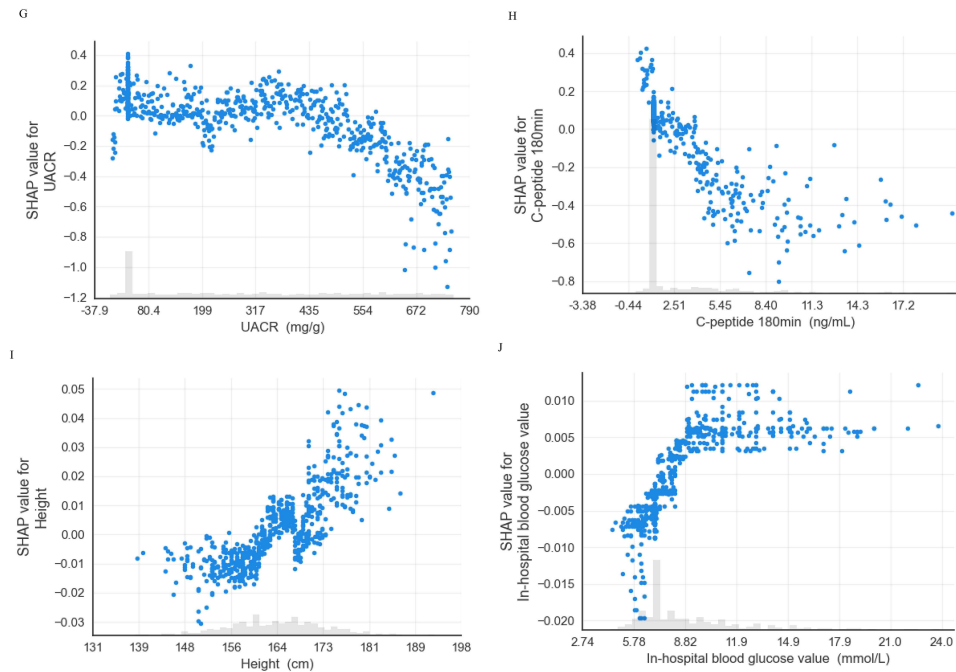 G
SHAP value for
UACR
0.4
0.2
0.0
−0.2
−0.4
−0.6
−0.8
−1.0
−1.2
−37.9 80.4 199 317 435 554 672 790
UACR (mg/g)
H
SHAP value for
C-peptide 180min
0.4
0.2
0.0
−0.2
−0.4
−0.6
−0.8
−3.38 −0.44 2.51 5.45 8.40 11.3 14.3 17.2
C-peptide 180min (ng/mL)
I
SHAP value for
Height
0.05
0.04
0.03
0.02
0.01
0.00
−0.01
−0.02
−0.03
131 139 148 156 164 173 181 189 198
Height (cm)
J
SHAP value for
In-hospital blood glucose value
0.010
0.005
0.000
−0.005
−0.010
−0.015
−0.020
2.74 5.78 8.82 11.9 14.9 17.9 21.0 24.0
In-hospital blood glucose value (mmol/L)